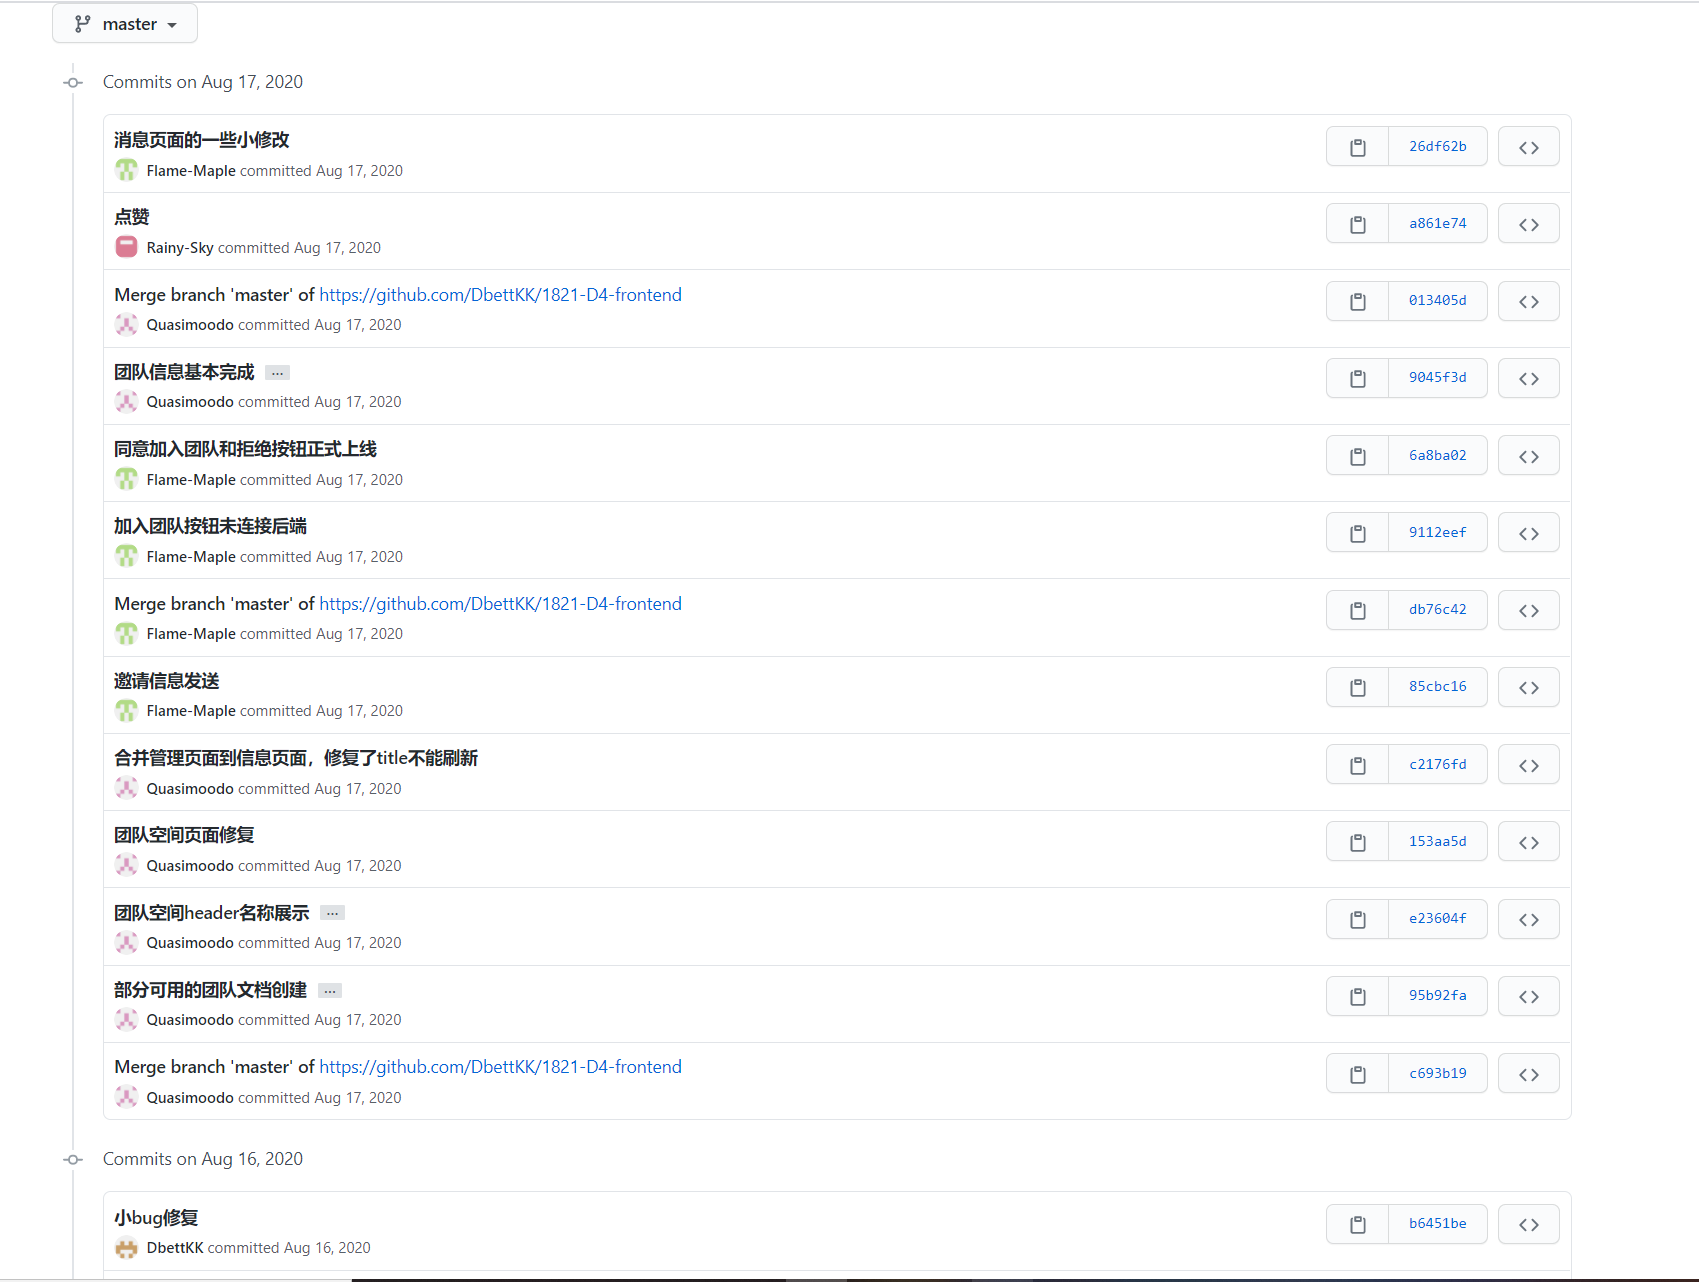 master
Commits on Aug 17, 2020
消息页面的一些小修改
26df62b
Flame-Maple committed Aug 17, 2020
点赞
a861e74
Rainy-Sky committed Aug 17, 2020
Merge branch 'master' of https://github.com/DbettKK/1821-D4-frontend
013405d
Quasimoodo committed Aug 17, 2020
团队信息基本完成 …
9045f3d
Quasimoodo committed Aug 17, 2020
同意加入团队和拒绝按钮正式上线
6a8ba02
Flame-Maple committed Aug 17, 2020
加入团队按钮未连接后端
9112eef
Flame-Maple committed Aug 17, 2020
Merge branch 'master' of https://github.com/DbettKK/1821-D4-frontend
db76c42
Flame-Maple committed Aug 17, 2020
邀请信息发送
85cbc16
Flame-Maple committed Aug 17, 2020
合并管理页面到信息页面，修复了title不能刷新
c2176fd
Quasimoodo committed Aug 17, 2020
团队空间页面修复
153aa5d
Quasimoodo committed Aug 17, 2020
团队空间header名称展示 …
e23604f
Quasimoodo committed Aug 17, 2020
部分可用的团队文档创建 …
95b92fa
Quasimoodo committed Aug 17, 2020
Merge branch 'master' of https://github.com/DbettKK/1821-D4-frontend
c693b19
Quasimoodo committed Aug 17, 2020
Commits on Aug 16, 2020
小bug修复
b6451be
DbettKK committed Aug 16, 2020